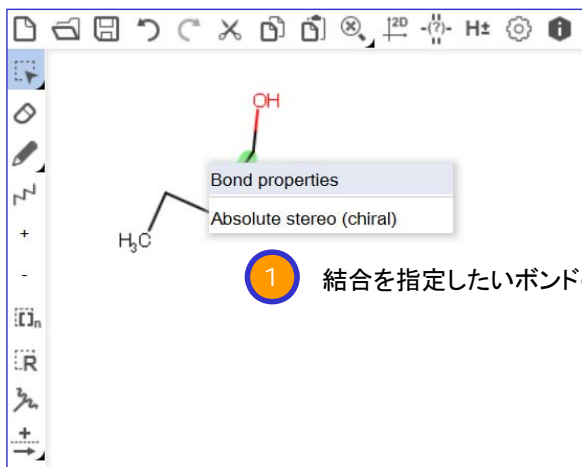 2D
-(?)-
H±
OH
Bond properties
Absolute stereo (chiral)
H₃C
1 結合を指定したいボンド
+
-
[]n
R
+